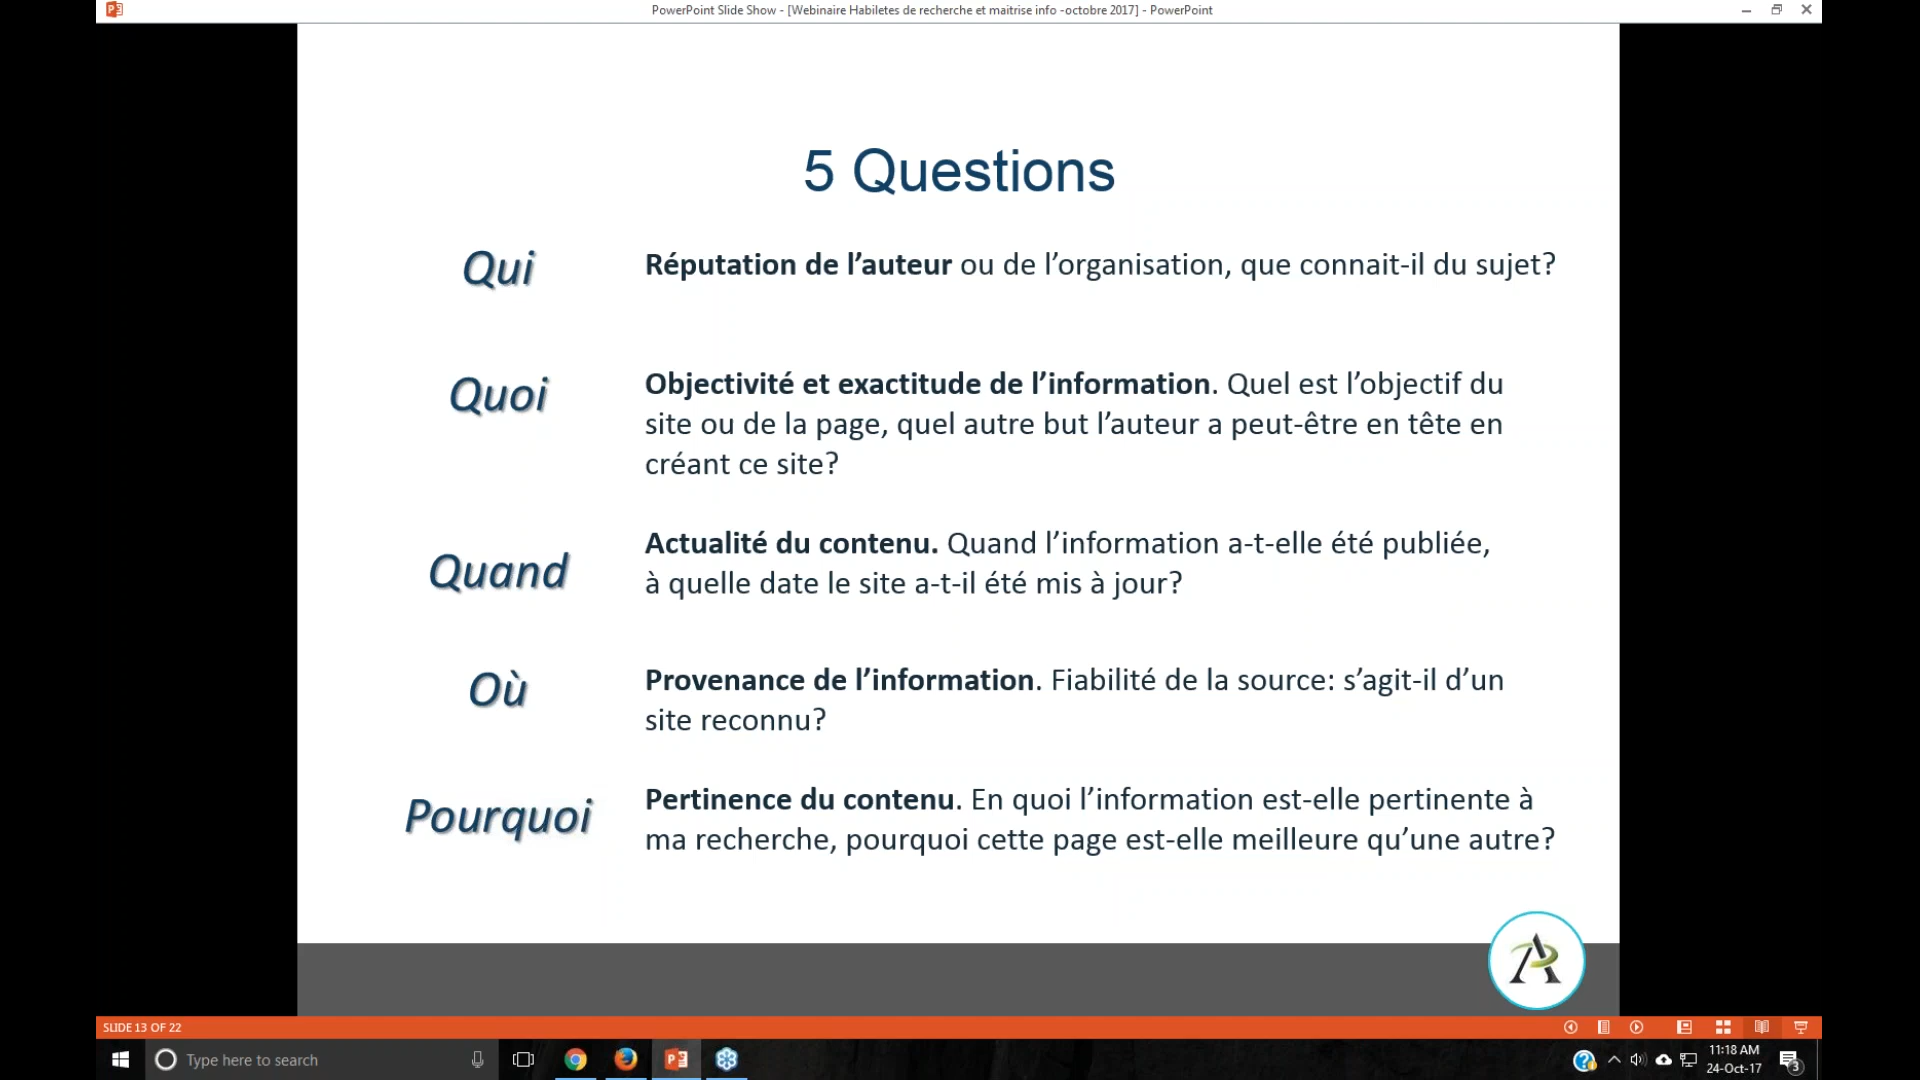 PowerPoint Slide Show - [Webinaire Habiletes de recherche et maitrise info -octobre 2017] - PowerPoint
5 Questions
Qui
Réputation de l’auteur ou de l’organisation, que connait-il du sujet?
Quoi
Objectivité et exactitude de l’information. Quel est l’objectif du
site ou de la page, quel autre but l’auteur a peut-être en tête en
créant ce site?
Quand
Actualité du contenu. Quand l’information a-t-elle été publiée,
à quelle date le site a-t-il été mis à jour?
Où
Provenance de l’information. Fiabilité de la source: s’agit-il d’un
site reconnu?
Pourquoi
Pertinence du contenu. En quoi l’information est-elle pertinente à
ma recherche, pourquoi cette page est-elle meilleure qu’une autre?
SLIDE 13 OF 22
Type here to search
11:18 AM
24-Oct-17
3